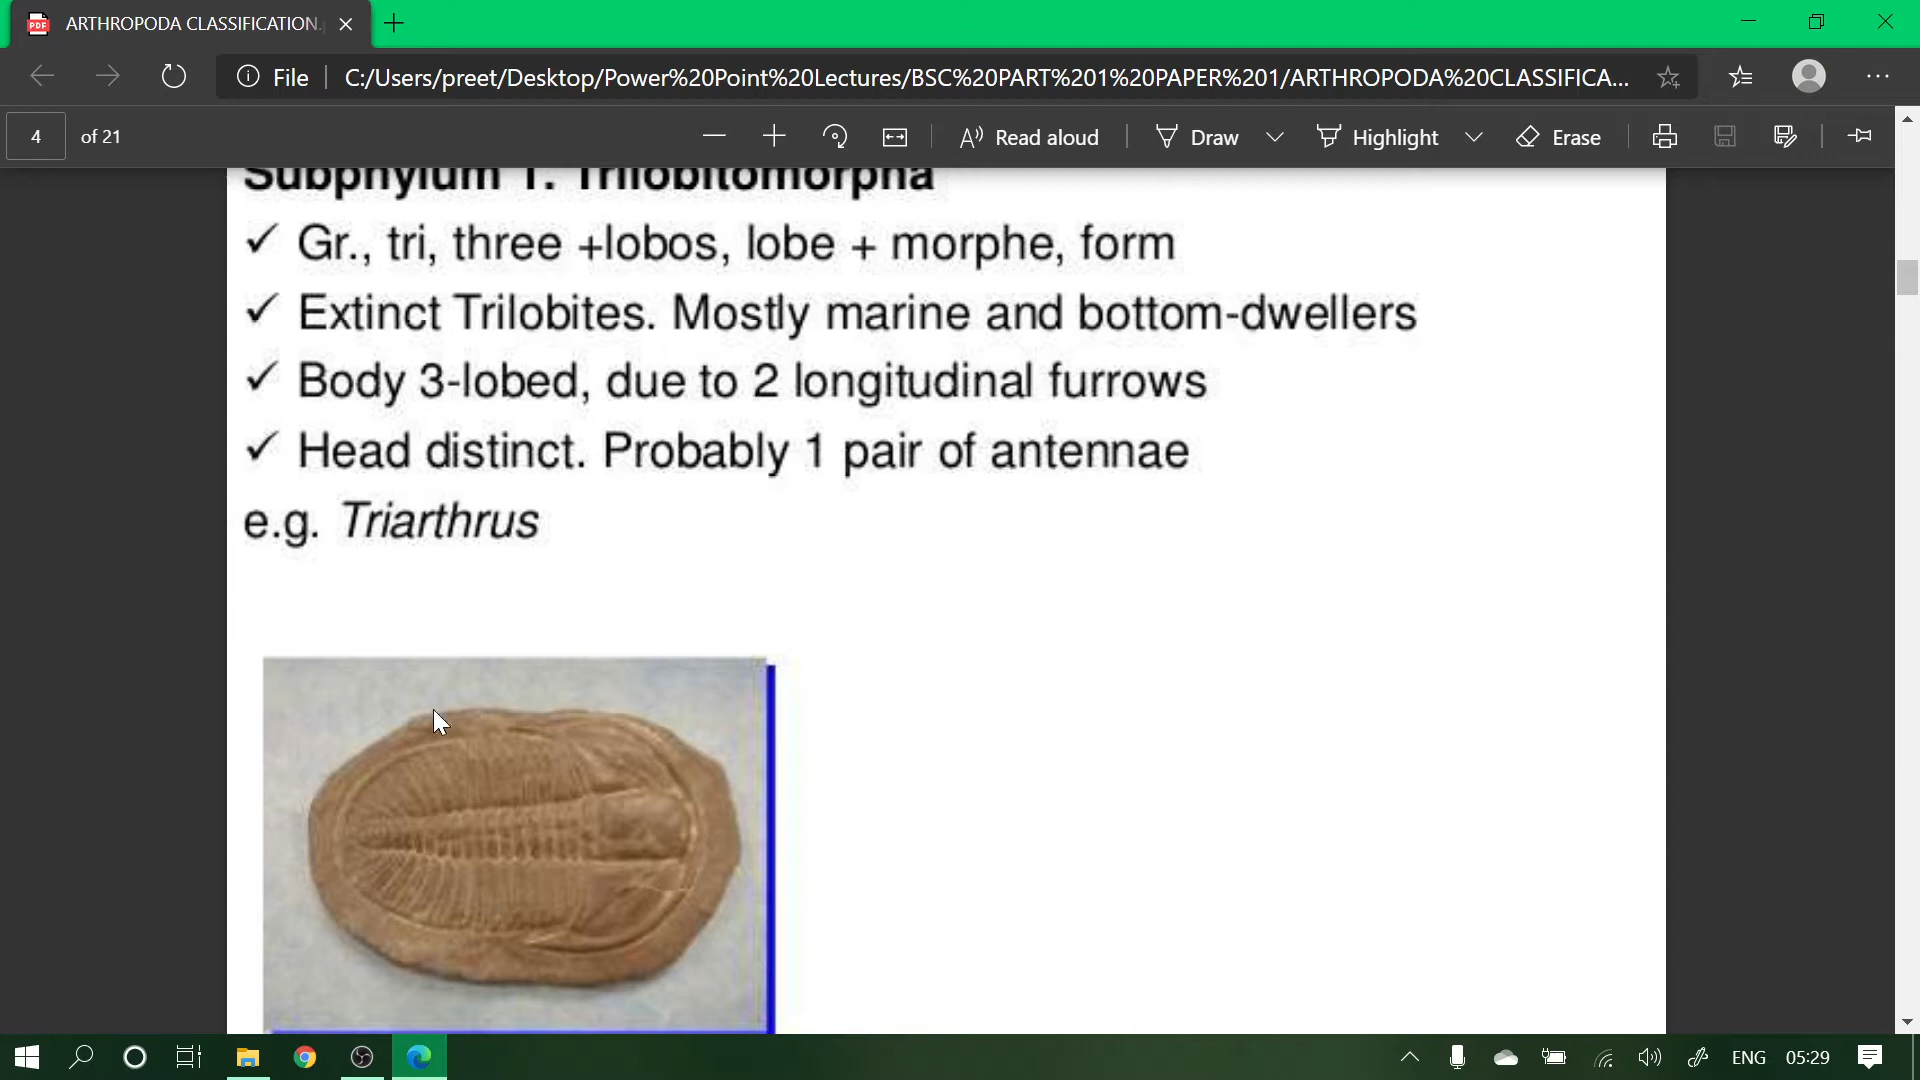 ARTHROPODA CLASSIFICATION.
File
C:/Users/preet/Desktop/Power%20Point%20Lectures/BSC%20PART%201%20PAPER%201/ARTHROPODA%20CLASSIFICA...
4 of 21
Read aloud
Draw
Highlight
Erase
Subphylum 1. Trilobitomorpha
✓ Gr., tri, three +lobos, lobe + morphe, form
✓ Extinct Trilobites. Mostly marine and bottom-dwellers
✓ Body 3-lobed, due to 2 longitudinal furrows
✓ Head distinct. Probably 1 pair of antennae
e.g. Triarthrus
ENG 05:29